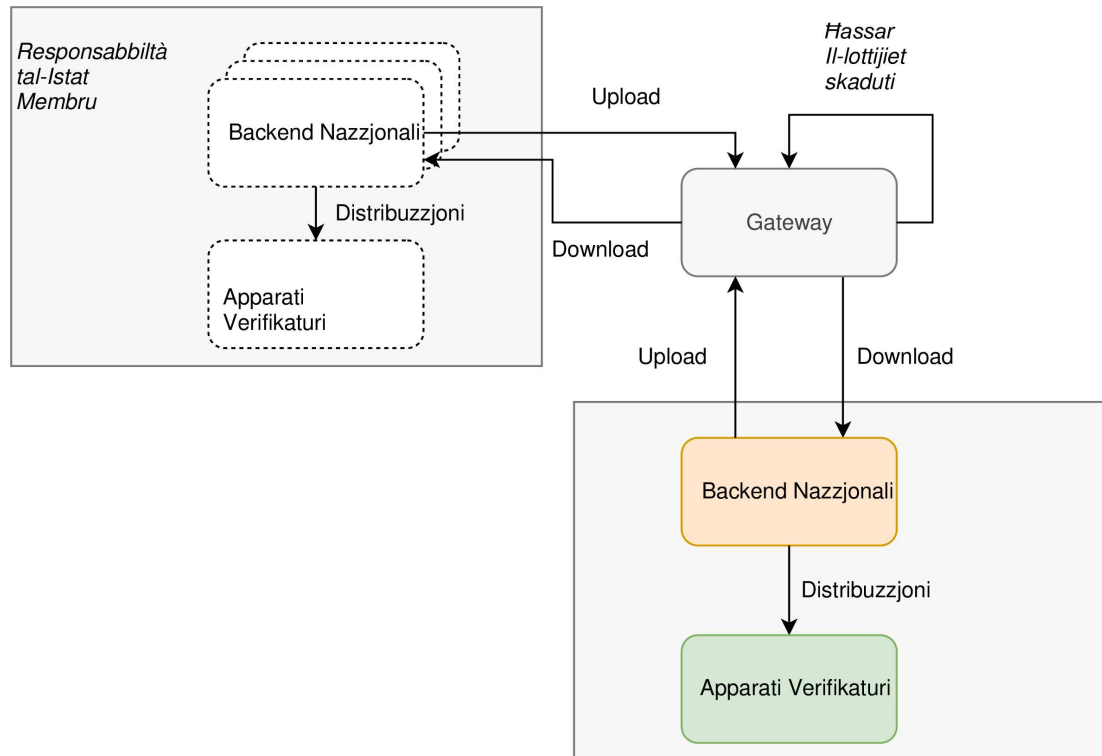 Responsabbiltà
tal-Istat
Membru
Backend Nazzjonali
Distribuzzjoni
Apparati
Verifikaturi
Upload
Download
Ħassar
Il-lottijiet
skaduti
Gateway
Upload
Download
Backend Nazzjonali
Distribuzzjoni
Apparati Verifikaturi